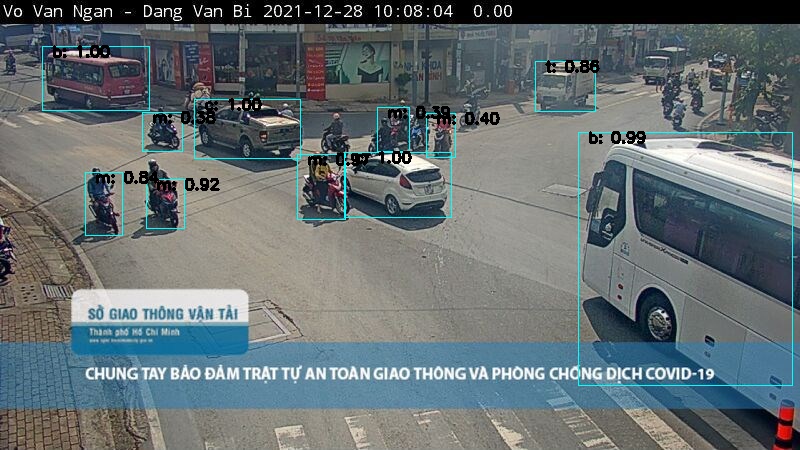 Vo Van Ngan - Dang Van Bi 2021-12-28 10:08:04 0.00
b: 1.00
t: 0.86
c: 1.00
m: 0.38
m: 0.39
m: 0.40
b: 0.99
m: 0.97
1.00
m: 0.84
m: 0.92
SỞ GIAO THÔNG VẬN TẢI
Thành phố Hồ Chí Minh
CHUNG TAY BẢO ĐẢM TRẬT TỰ AN TOÀN GIAO THÔNG VÀ PHÒNG CHỐNG DỊCH COVID-19